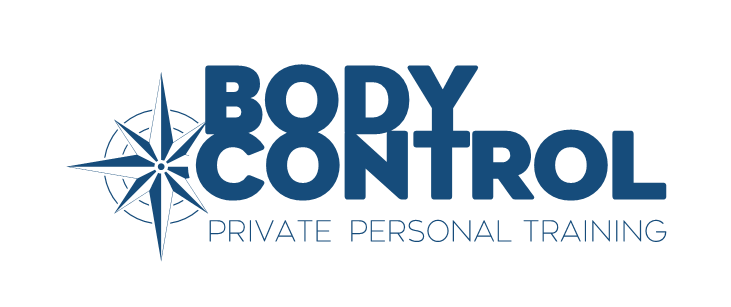 BODY
CONTROL
PRIVATE PERSONAL TRAINING